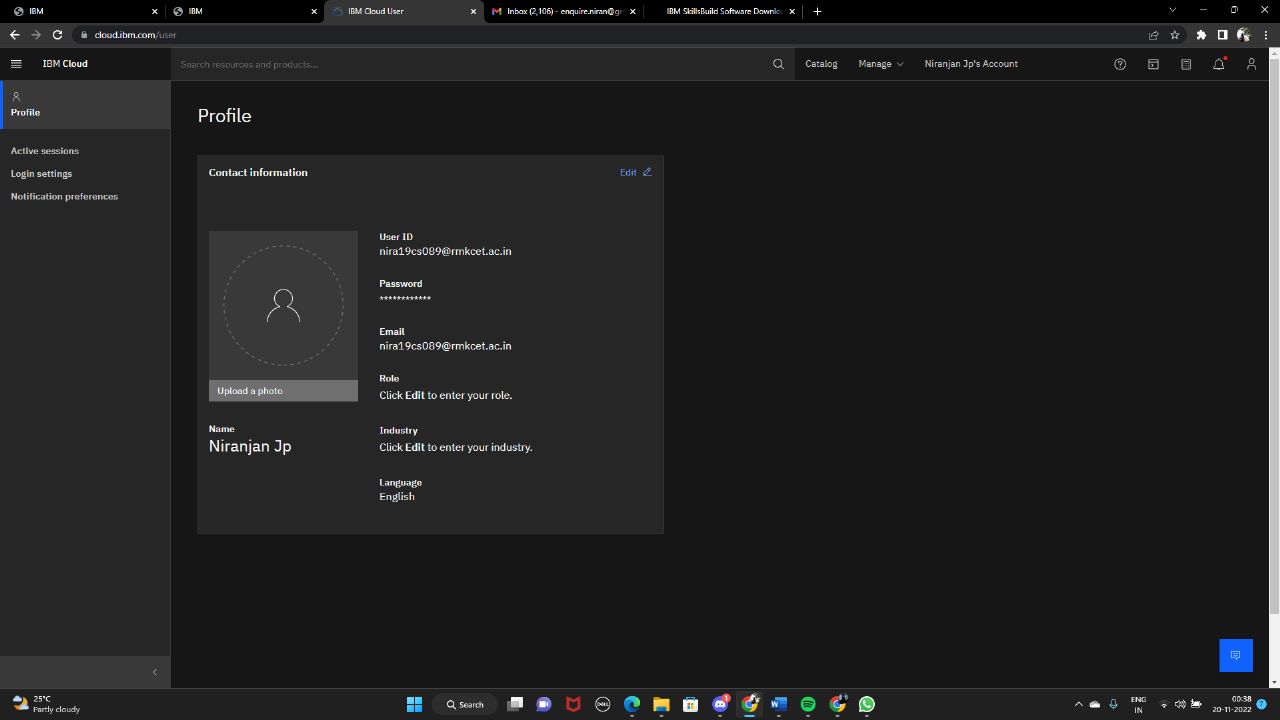 IBM
IBM
IBM Cloud User
Inbox (2,106) - enquire.niran@gm
IBM SkillsBuild Software Downlo
cloud.ibm.com/user
IBM Cloud
Search resources and products...
Catalog
Manage
Niranjan Jp's Account
Profile
Active sessions
Login settings
Notification preferences
Profile
Contact information
Edit
Upload a photo
Name
Niranjan Jp
User ID
nira19cs089@rmkcet.ac.in
Password
************
Email
nira19cs089@rmkcet.ac.in
Role
Click Edit to enter your role.
Industry
Click Edit to enter your industry.
Language
English
25°C
Partly cloudy
Search
DELL
ENG
IN
00:38
20-11-2022